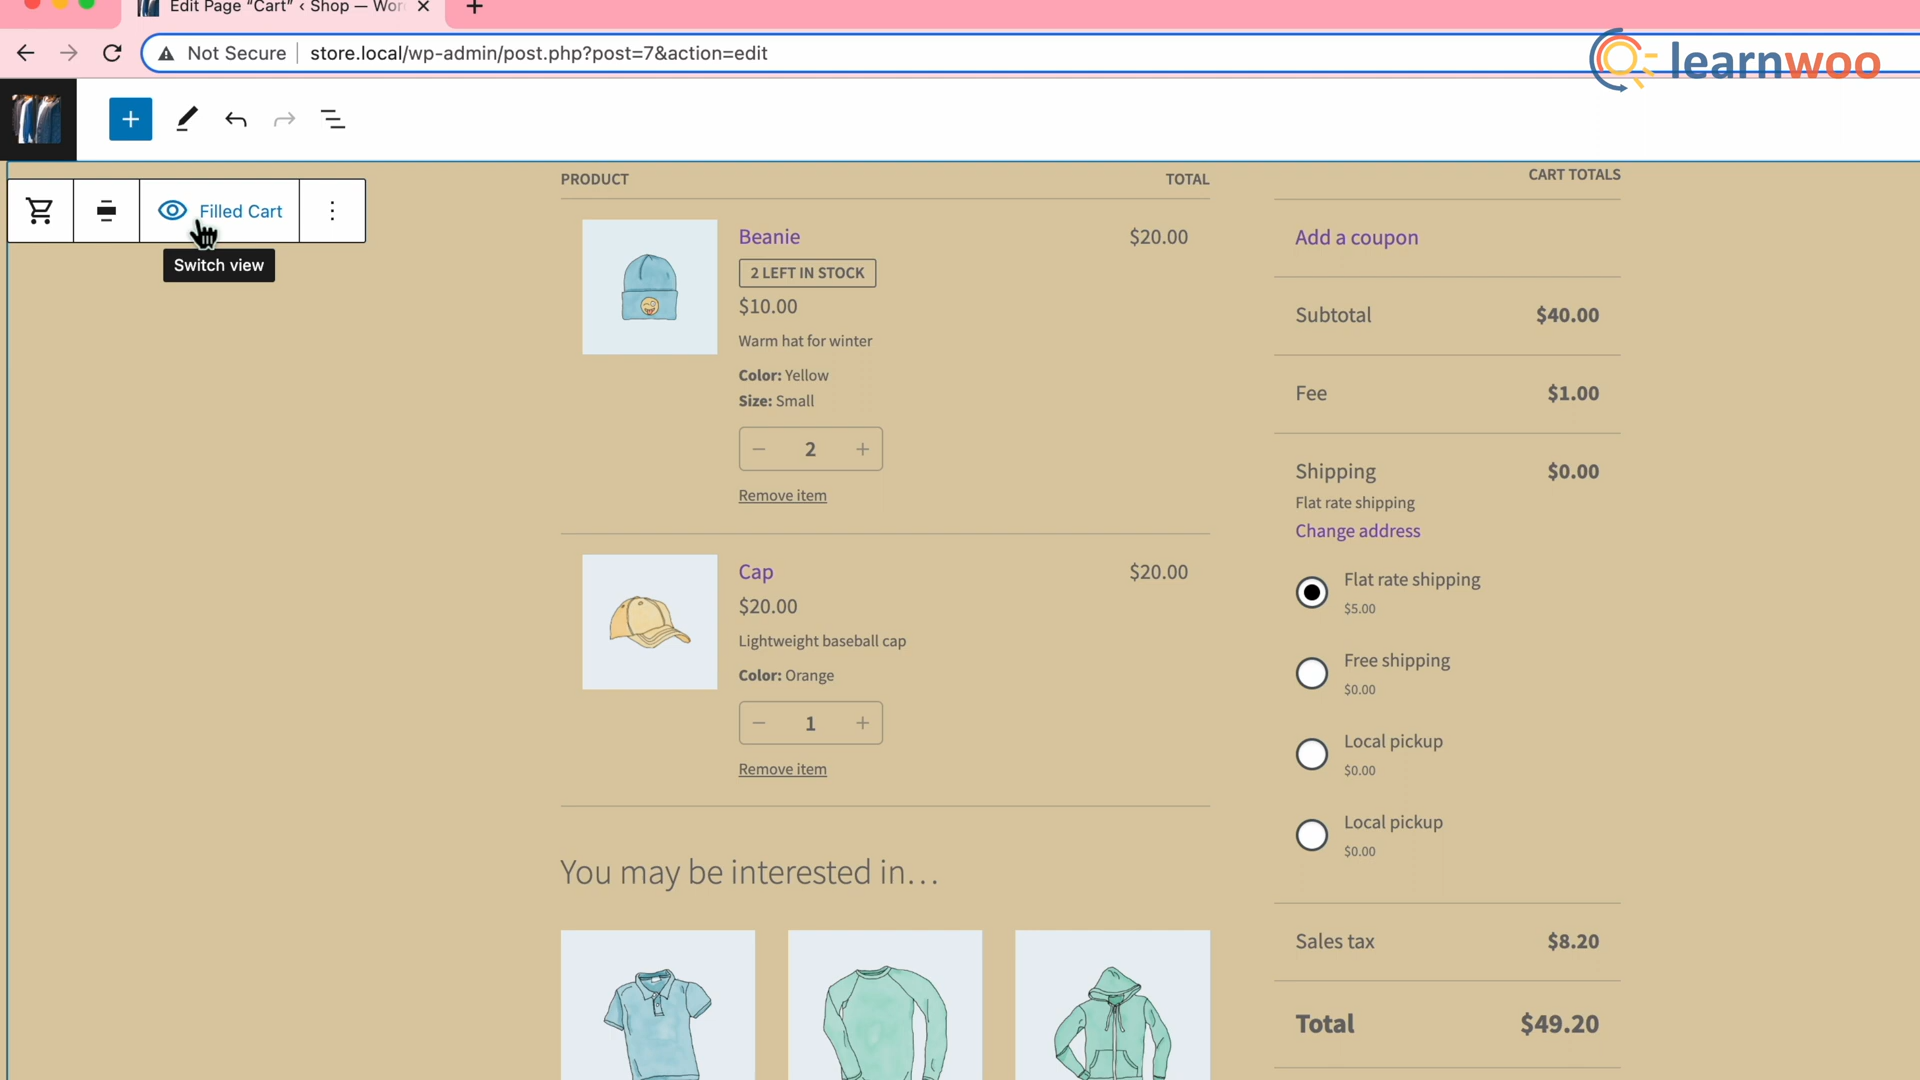 Edit Page "Cart" ‹ Shop — Wor
Not Secure
store.local/wp-admin/post.php?post=7&action=edit
learnwoo
Filled Cart
Switch view
PRODUCT
TOTAL
Beanie
$20.00
2 LEFT IN STOCK
$10.00
Warm hat for winter
Color: Yellow
Size: Small
2
Remove item
Cap
$20.00
$20.00
Lightweight baseball cap
Color: Orange
1
Remove item
You may be interested in...
CART TOTALS
Add a coupon
Subtotal $40.00
Fee $1.00
Shipping $0.00
Flat rate shipping
Change address
Flat rate shipping
$5.00
Free shipping
$0.00
Local pickup
$0.00
Local pickup
$0.00
Sales tax $8.20
Total $49.20